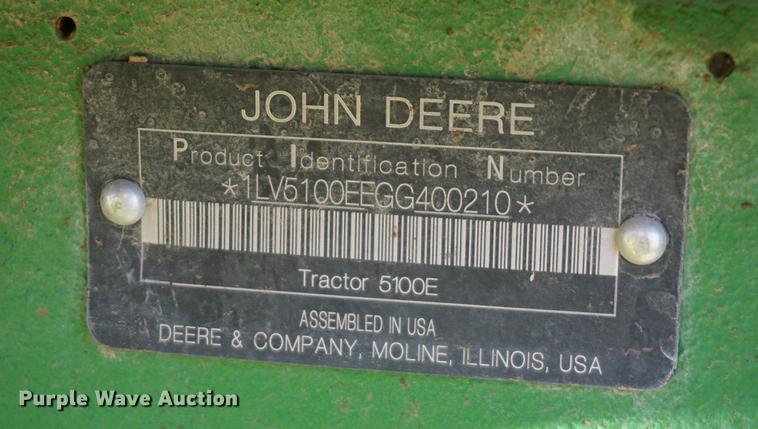 JOHN DEERE
Product Identification Number
*1LV5100EEGG400210*
Tractor 5100E
ASSEMBLED IN USA
DEERE & COMPANY, MOLINE, ILLINOIS, USA
Purple Wave Auction